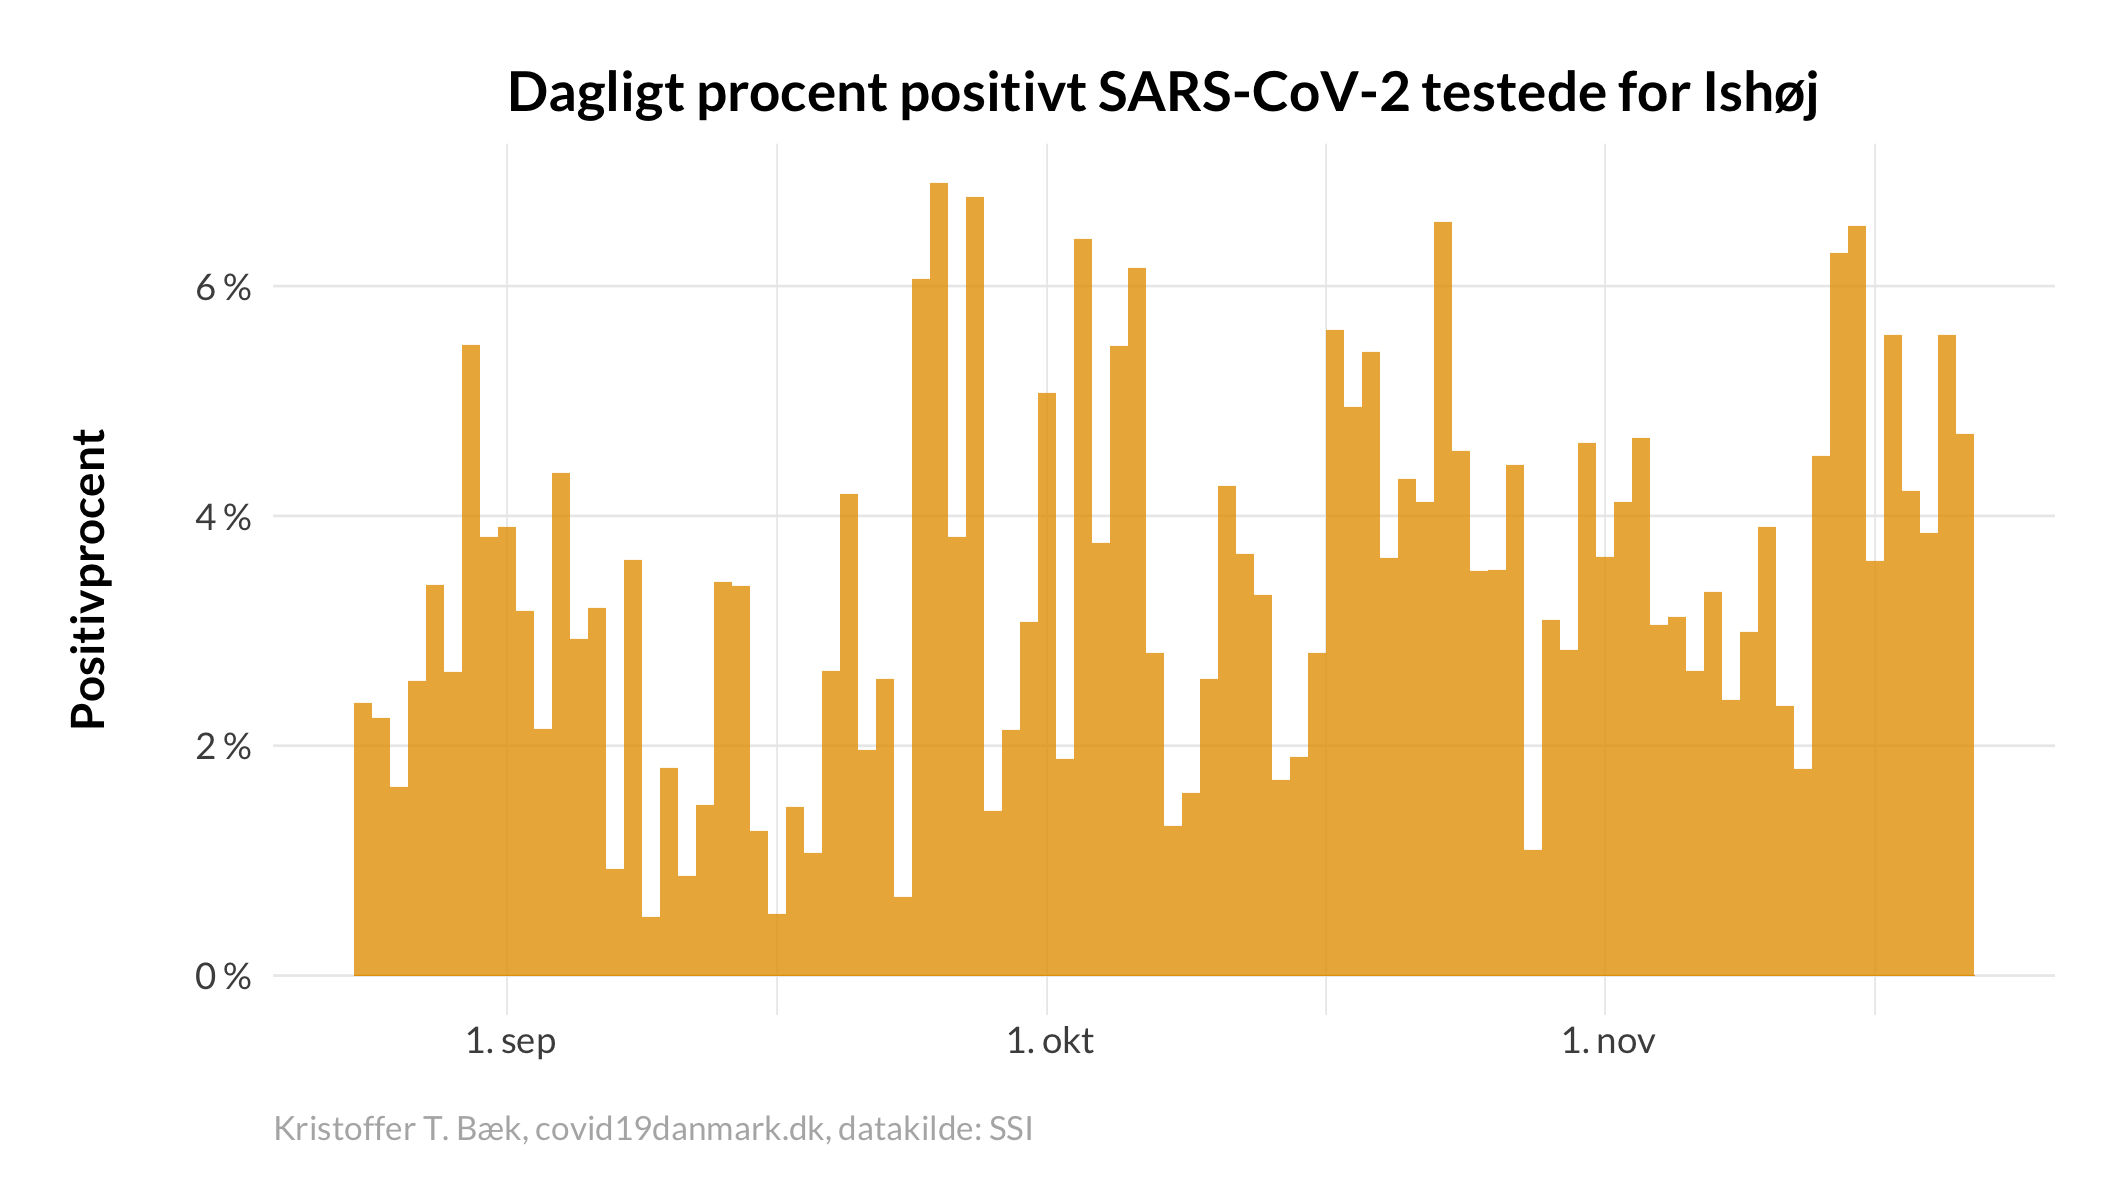 Dagligt procent positivt SARS-CoV-2 testede for Ishøj
Positivprocent
6 %
4 %
2 %
0 %
1. sep
1. okt
1. nov
Kristoffer T. Bæk, covid19danmark.dk, datakilde: SSI